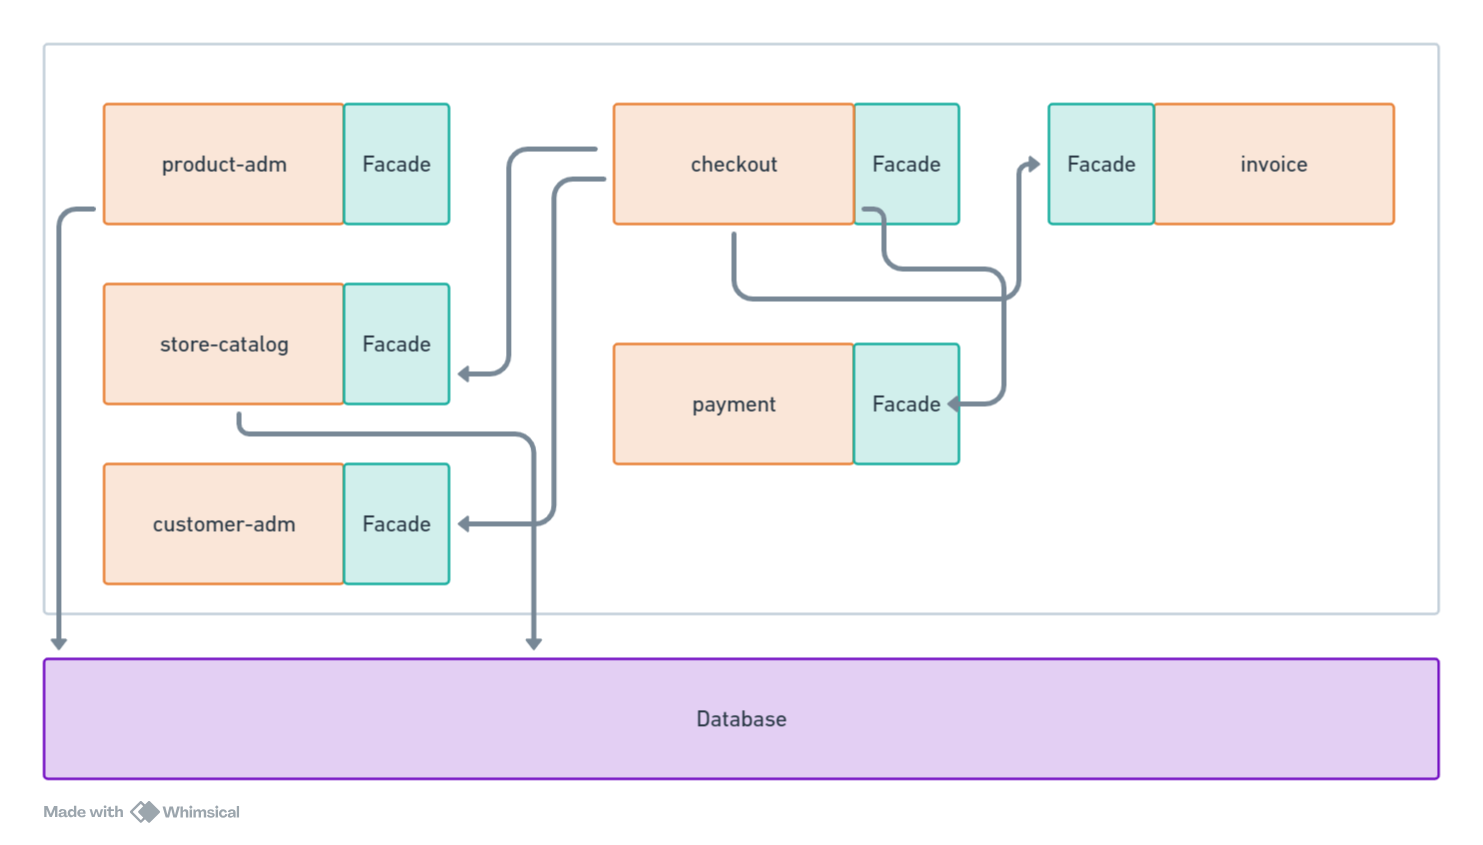 product-adm
Facade
checkout
Facade
Facade
invoice
store-catalog
Facade
payment
Facade
customer-adm
Facade
Database
Made with Whimsical